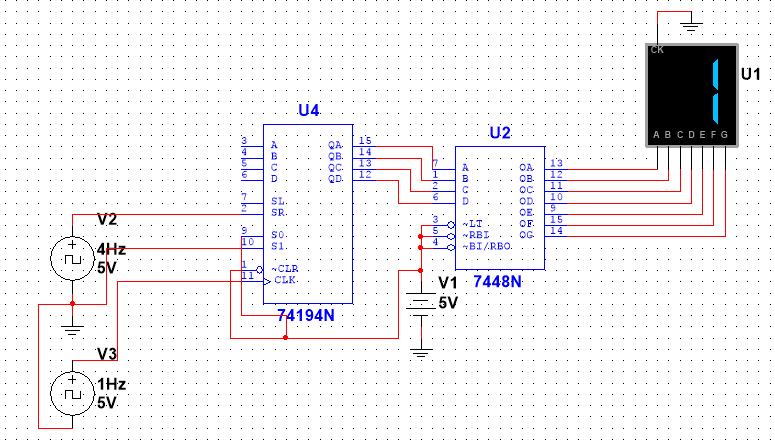 CK
U1
A B C D E F G
U4
3 A QA 15
4 B QB 14
5 C QC 13
6 D QD 12
7 SL
2 SR
9 S0
10 S1
1 ~CLR
11 CLK
74194N
U2
7 A OA 13
1 B OB 12
2 C OC 11
6 D OD 10
OE 9
3 ~LT OF 15
5 ~RBI OG 14
4 ~BI/RBO
7448N
V2
4Hz
5V
V1
5V
V3
1Hz
5V